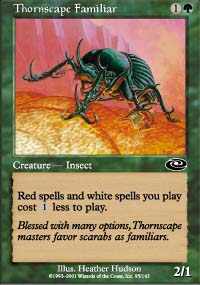 Thornscape Familiar 1
Creature — Insect
Red spells and white spells you play
cost 1 less to play.
Blessed with many options, Thornscape
masters favor scarabs as familiars.
Illus. Heather Hudson
2/1
©1993-2001 Wizards of the Coast, Inc. 95/143